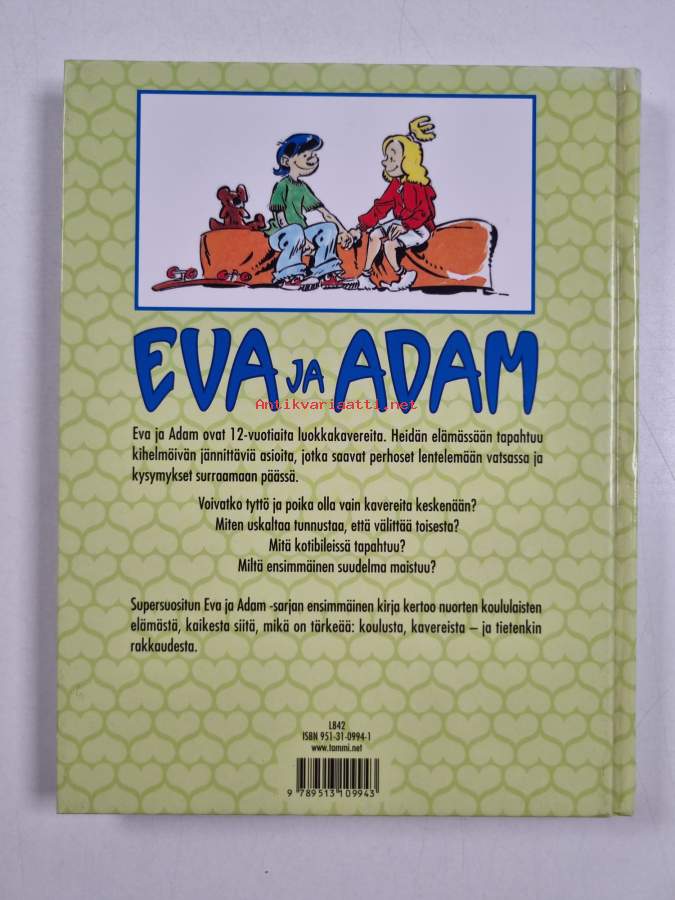 EVA JA ADAM
Antikvariaatti.net
Eva ja Adam ovat 12-vuotiaita luokkakavereita. Heidän elämässään tapahtuu
kihelmöivän jännittäviä asioita, jotka saavat perhoset lentelemään vatsassa ja
kysymykset surraamaan päässä.
Voivatko tyttö ja poika olla vain kavereita keskenään?
Miten uskaltaa tunnustaa, että välittää toisesta?
Mitä kotibileissä tapahtuu?
Miltä ensimmäinen suudelma maistuu?
Supersuositun Eva ja Adam -sarjan ensimmäinen kirja kertoo nuorten koululaisten
elämästä, kaikesta siitä, mikä on tärkeää: koulusta, kavereista – ja tietenkin
rakkaudesta.
L842
ISBN 951-31-0994-1
www.tammi.net
9 789513 109943